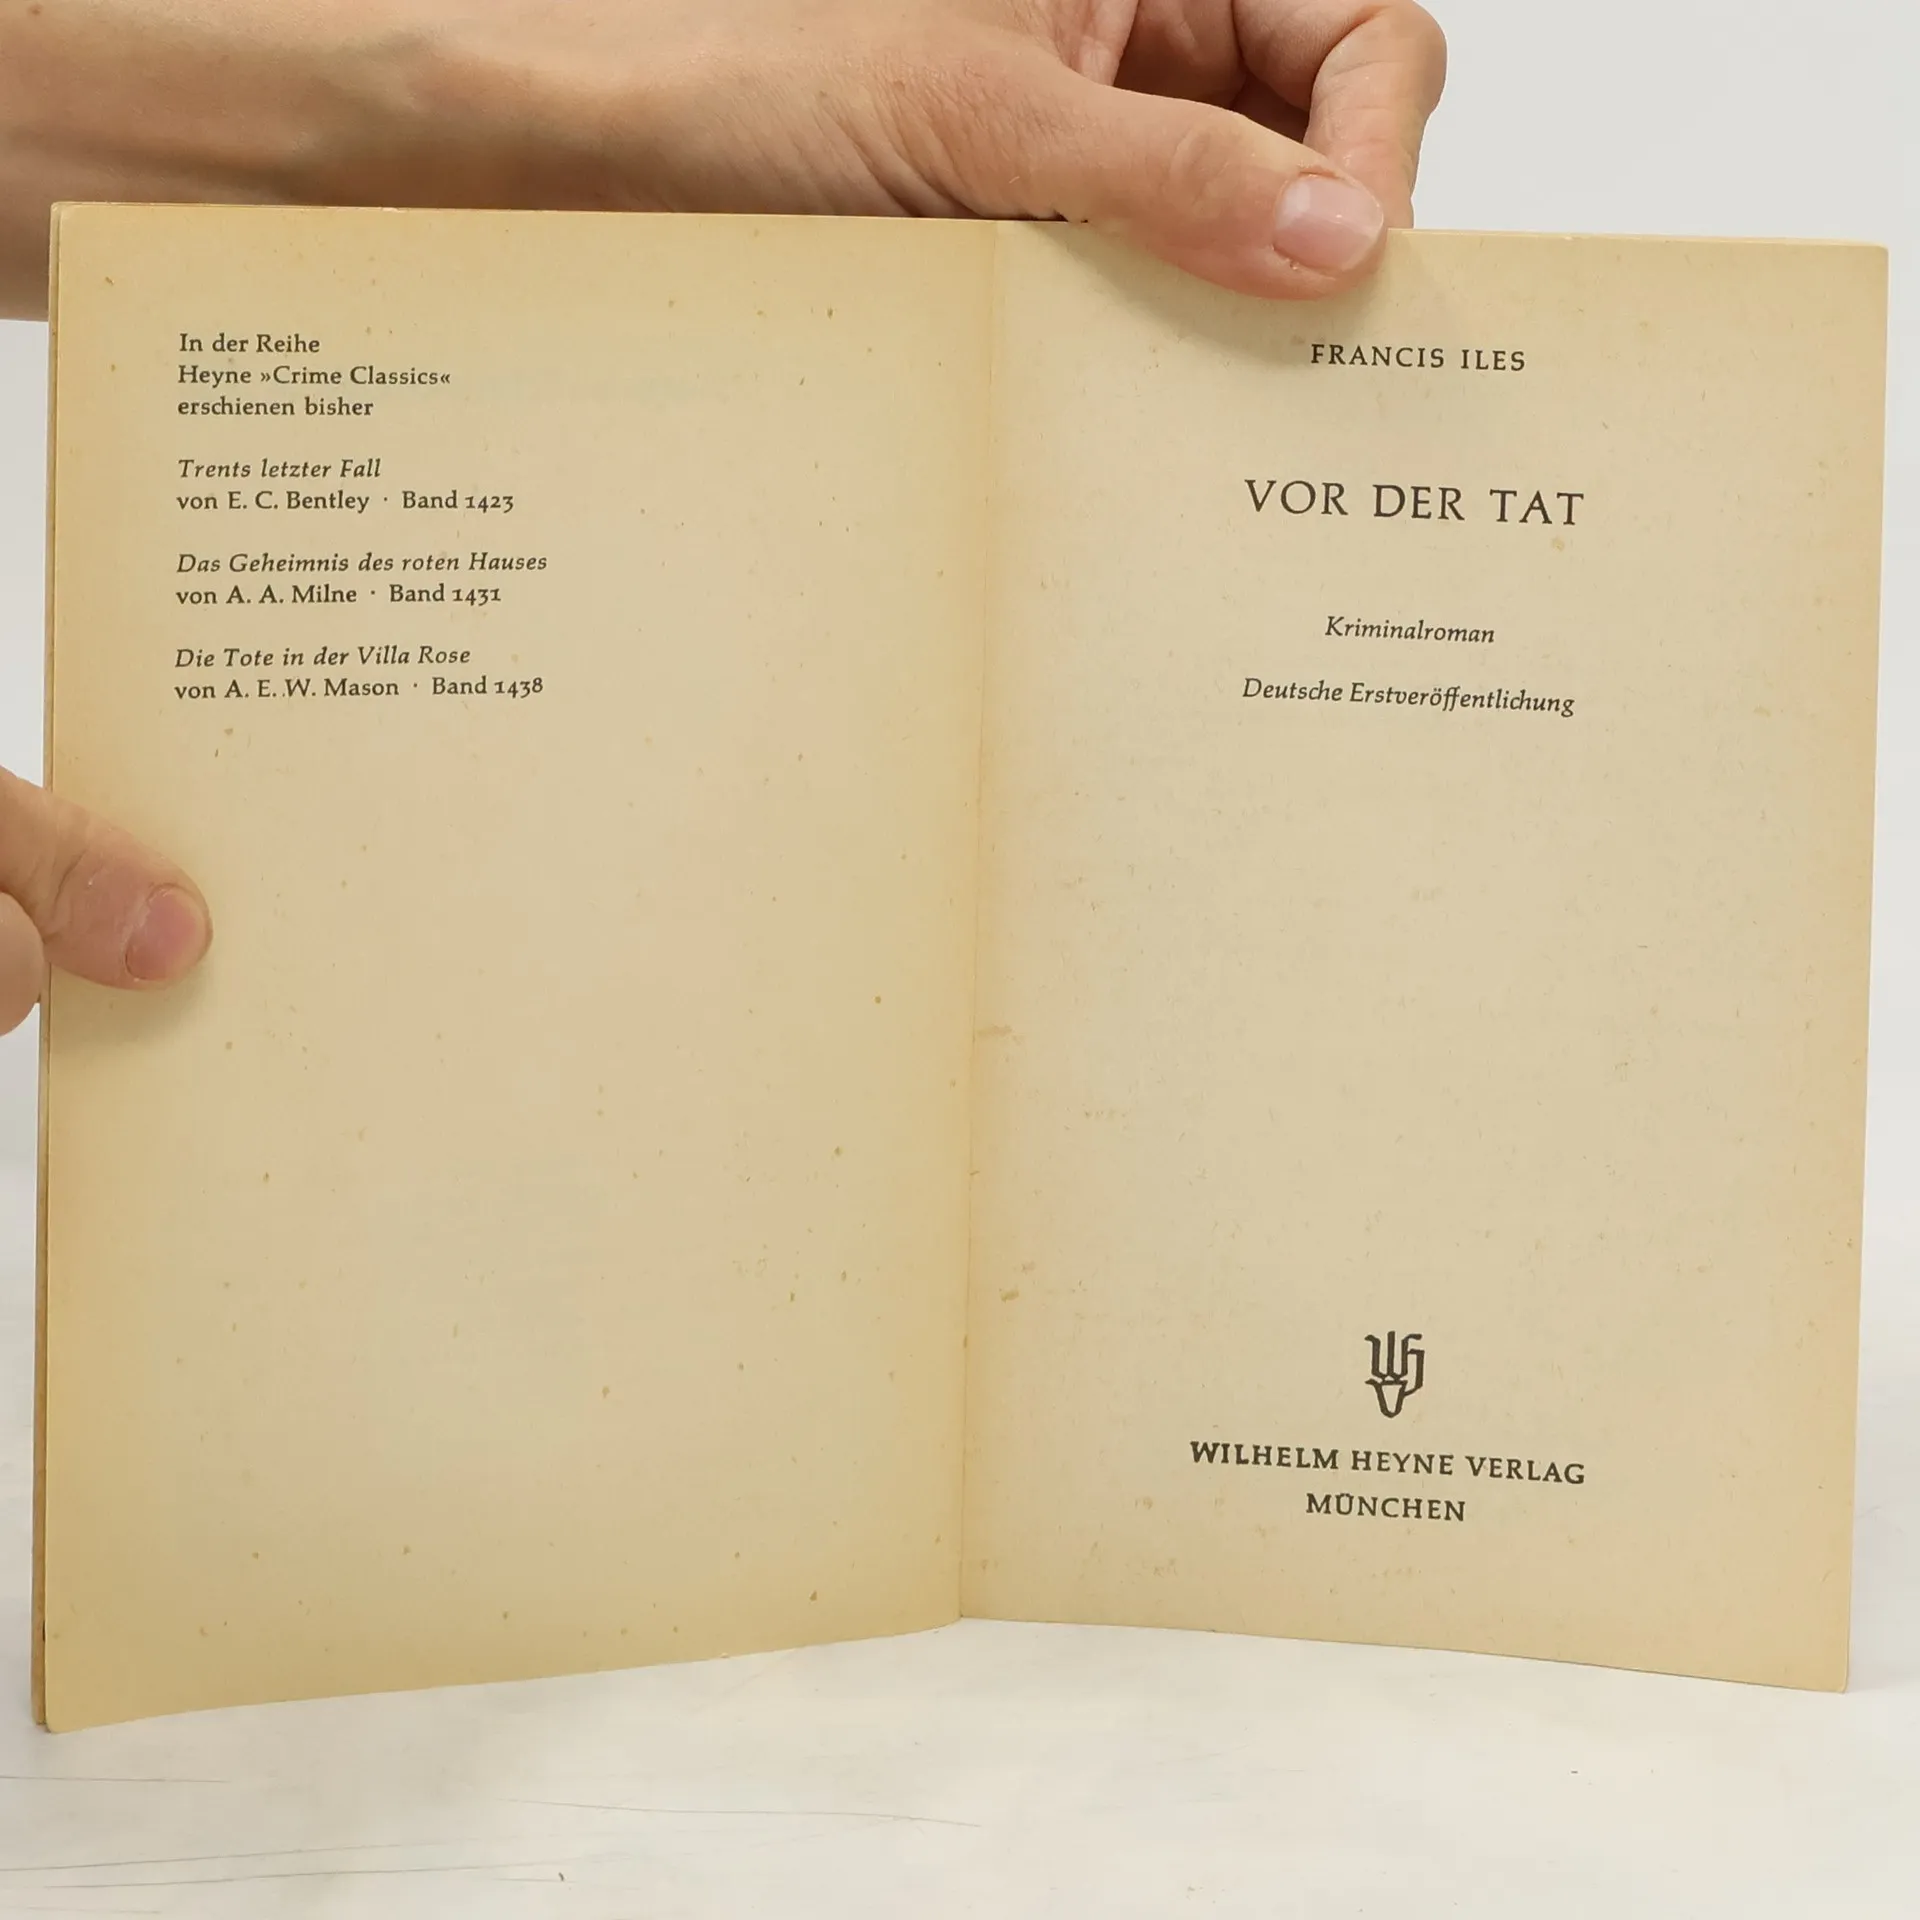 In der Reihe
Heyne »Crime Classics«
erschienen bisher
Trents letzter Fall
von E. C. Bentley · Band 1423
Das Geheimnis des roten Hauses
von A. A. Milne · Band 1431
Die Tote in der Villa Rose
von A. E. W. Mason · Band 1438
FRANCIS ILES
VOR DER TAT
Kriminalroman
Deutsche Erstveröffentlichung
WILHELM HEYNE VERLAG
MÜNCHEN